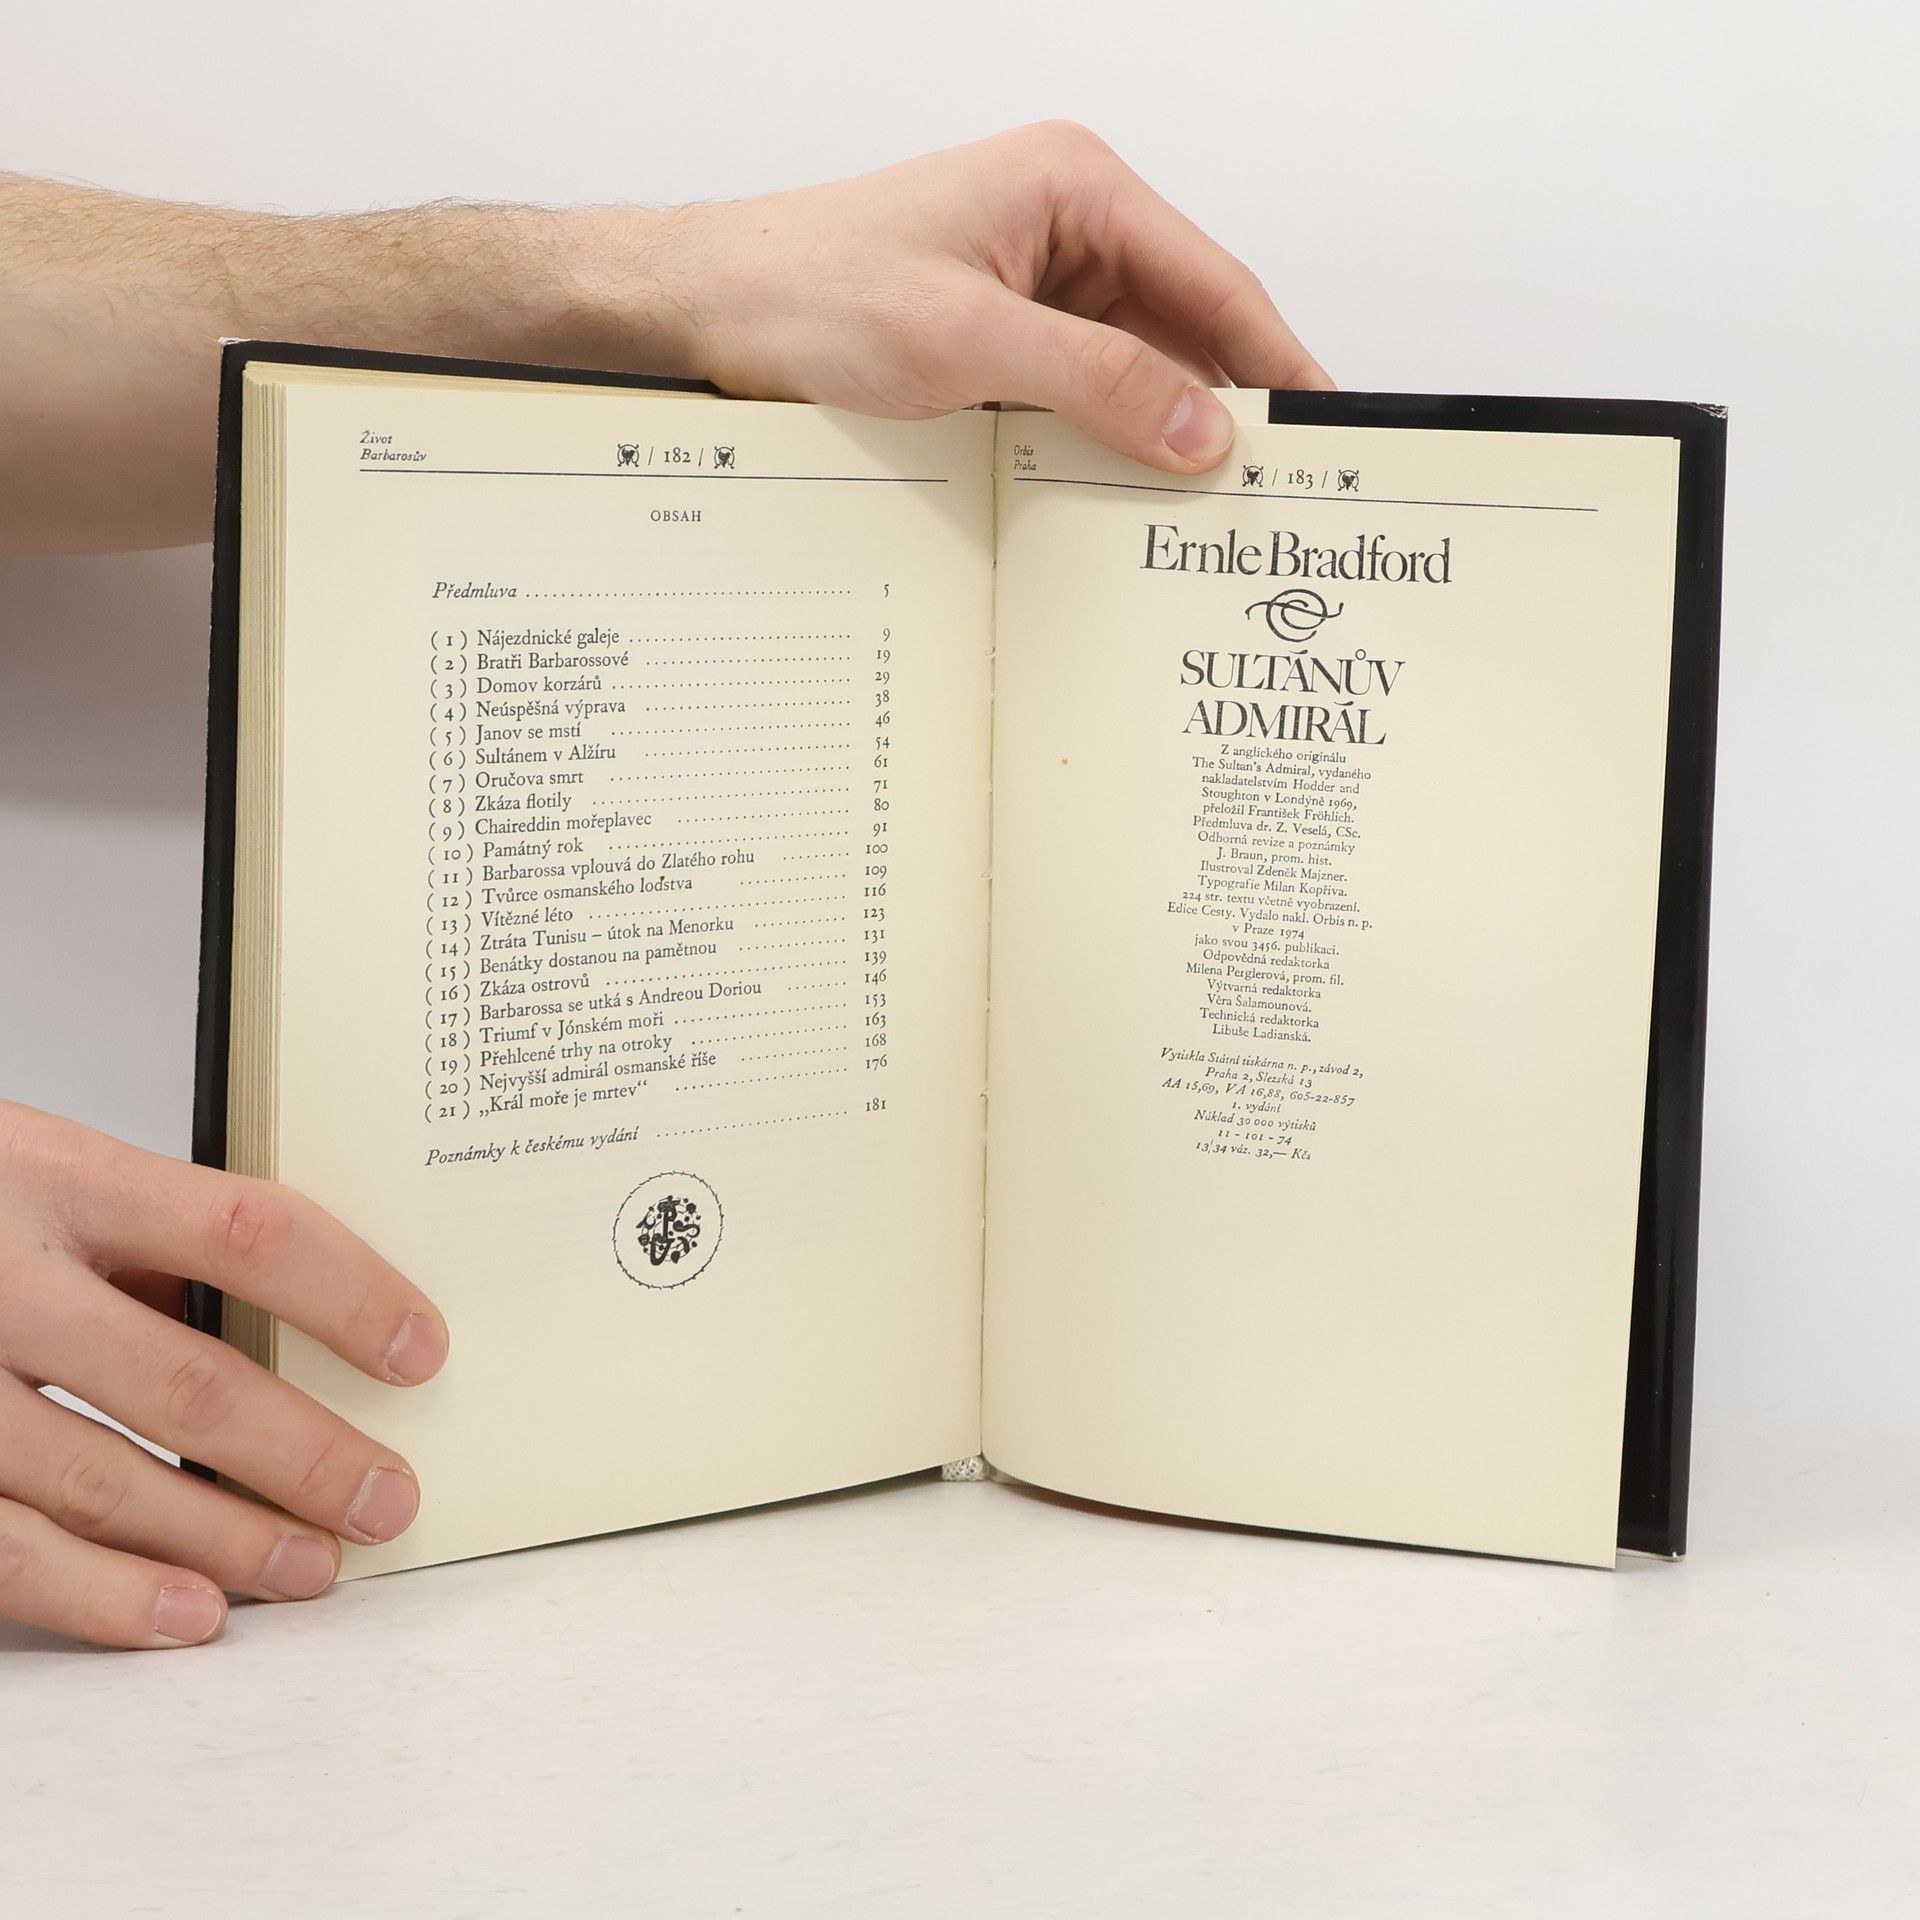 Život
Barbarosův
/ 182 /
OBSAH
Předmluva ........................................ 5
( 1 ) Nájezdnické galeje ........................... 9
( 2 ) Bratři Barbarossové ......................... 19
( 3 ) Domov korzárů ............................. 29
( 4 ) Neúspěšná výprava ......................... 38
( 5 ) Janov se mstí ............................. 46
( 6 ) Sultánem v Alžíru ......................... 54
( 7 ) Oručova smrt ............................. 61
( 8 ) Zkáza flotily ............................. 71
( 9 ) Chaireddin mořeplavec ..................... 80
( 10 ) Památný rok ............................. 91
( 11 ) Barbarossa vplouvá do Zlatého rohu ........ 100
( 12 ) Tvůrce osmanského loďstva ............. 109
( 13 ) Vítězné léto ............................. 116
( 14 ) Ztráta Tunisu – útok na Menorku ........... 123
( 15 ) Benátky dostanou na pamětnou ............. 131
( 16 ) Zkáza ostrovů ............................. 139
( 17 ) Barbarossa se utká s Andreou Doriou ........ 146
( 18 ) Triumf v Jónském moři ..................... 153
( 19 ) Přehlcené trhy na otroky ................... 163
( 20 ) Nejvyšší admirál osmanské říše ............. 168
( 21 ) „Král moře je mrtev“ ..................... 176
Poznámky k českému vydání ......................... 181
Orbis
Praha
/ 183 /
Ernle Bradford
SULTÁNŮV
ADMIRÁL
Z anglického originálu
The Sultan's Admiral, vydaného
nakladatelstvím Hodder and
Stoughton v Londýně 1969,
přeložil František Fröhlich.
Předmluva dr. Z. Veselá, CSc.
Odborná revize a poznámky
J. Braun, prom. hist.
Ilustroval Zdeněk Majzner.
Typografie Milan Kopřiva.
224 str. textu včetně vyobrazení.
Edice Cesty. Vydalo nakl. Orbis n. p.
v Praze 1974
jako svou 3456. publikaci.
Odpovědná redaktorka
Milena Perglerová, prom. fil.
Výtvarná redaktorka
Věra Šalamounová.
Technická redaktorka
Libuše Ladianská.
Vytiskla Státní tiskárna n. p., závod 2,
Praha 2, Slezská 13
AA 15,69, VA 16,88, 605-22-857
1. vydání
Náklad 30 000 výtisků
11 - 101 - 74
13/34 váz. 32,— Kčs